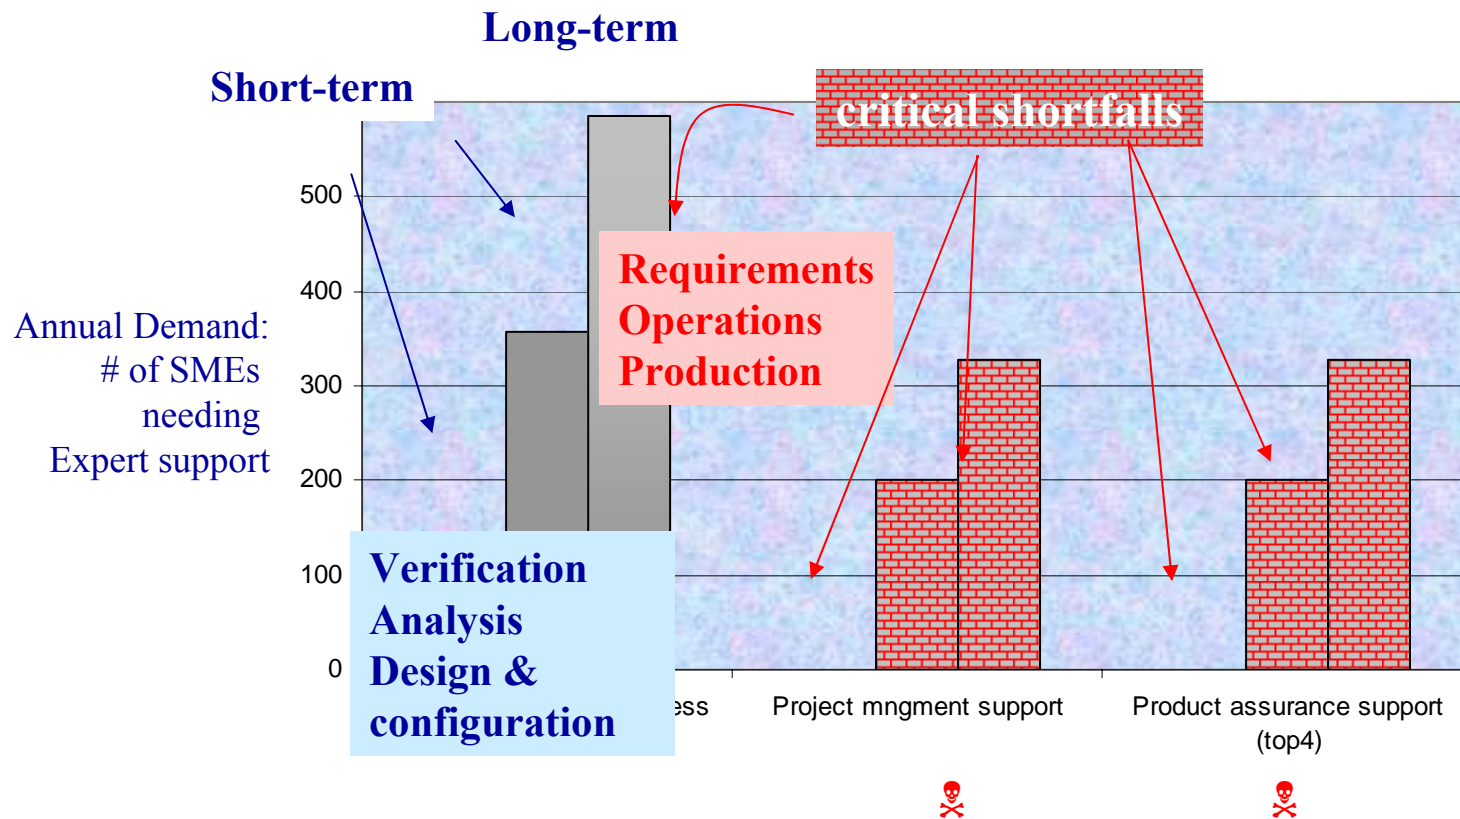 Long-term
Short-term
critical shortfalls
500
400
300
200
100
0
Annual Demand:
# of SMEs
needing
Expert support
Requirements
Operations
Production
Verification
Analysis
Design &
configuration
Project mngment support
Product assurance support
(top4)